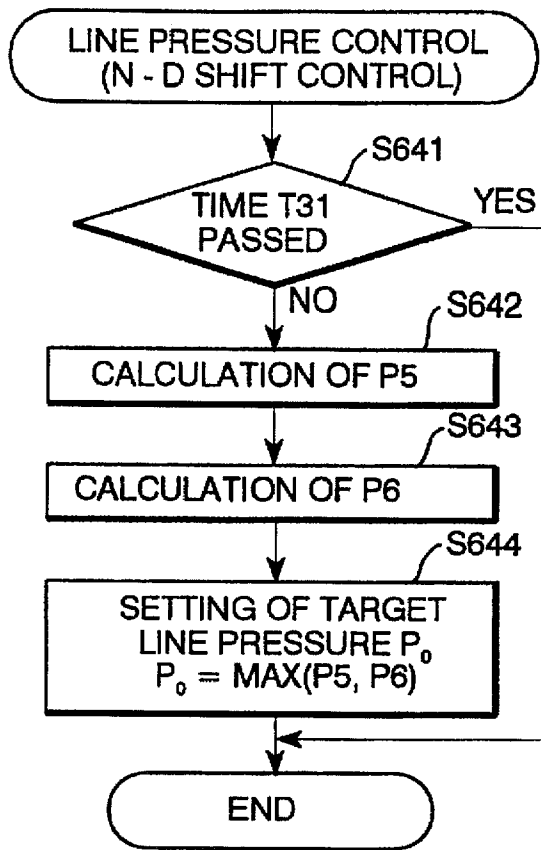 LINE PRESSURE CONTROL
(N - D SHIFT CONTROL)
S641
TIME T31
PASSED
YES
NO
S642
CALCULATION OF P5
S643
CALCULATION OF P6
S644
SETTING OF TARGET
LINE PRESSURE P₀
P₀ = MAX(P5, P6)
END